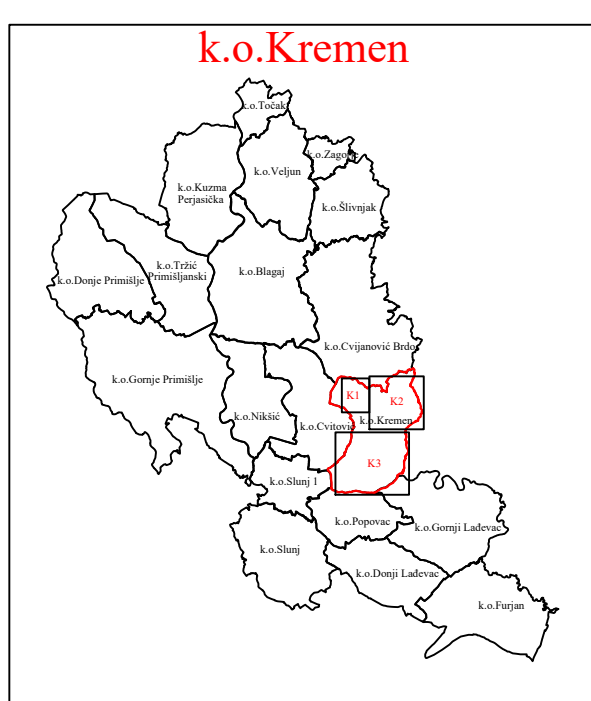 k.o.Kremen
k.o.Točak
k.o.Zagorje
k.o.Veljun
k.o.Kuzma
Perjasička
k.o.Šlivnjak
k.o.Tržić
Primišljanski
k.o.Donje Primišlje
k.o.Blagaj
k.o.Cvijanović Brdo
k.o.Gornje Primišlje
K1
K2
k.o.Nikšić
k.o.Cvitović
k.o.Kremen
K3
k.o.Slunj 1
k.o.Popovac
k.o.Gornji Lađevac
k.o.Slunj
k.o.Donji Lađevac
k.o.Furjan